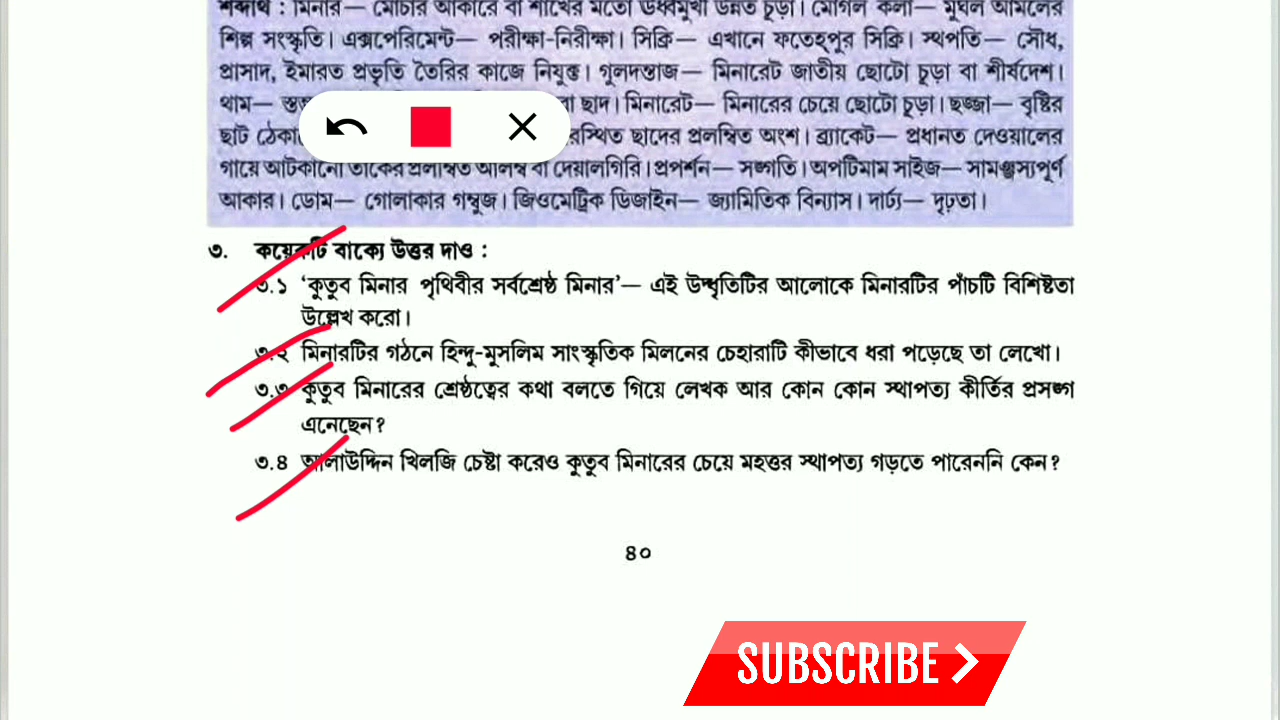 শব্দার্থ : মিনার— মোচার আকারে বা শাঁখের মতো ঊর্ধ্বমুখী উন্নত চূড়া। মোগল কলা— মুঘল আমলের
শিল্প সংস্কৃতি। এক্সপেরিমেন্ট— পরীক্ষা-নিরীক্ষা। সিক্রি— এখানে ফতেহপুর সিক্রি। স্থপতি— সৌধ,
প্রাসাদ, ইমারত প্রভৃতি তৈরির কাজে নিযুক্ত। গুলদস্তাজ— মিনারেট জাতীয় ছোটো চূড়া বা শীর্ষদেশ।
থাম— বা ছাদ। মিনারেট— মিনারের চেয়ে ছোটো চূড়া। ছজ্জা— বৃষ্টির
ছাট ছাদের প্রলম্বিত অংশ। ব্র্যাকেট— প্রধানত দেওয়ালের
গায়ে আটকানো তাকের প্রলম্বিত আলম্ব বা দেয়ালগিরি। প্রপর্শন— সঙ্গতি। অপটিমাম সাইজ— সামঞ্জস্যপূর্ণ
আকার। ডোম— গোলাকার গম্বুজ। জিওমেট্রিক ডিজাইন— জ্যামিতিক বিন্যাস। দার্ঢ্য— দৃঢ়তা।
৩. কয়েকটি বাক্যে উত্তর দাও :
৩.১ ‘কুতুব মিনার পৃথিবীর সর্বশ্রেষ্ঠ মিনার’— এই উদ্ধৃতিটির আলোকে মিনারটির পাঁচটি বিশিষ্টতা
উল্লেখ করো।
৩.২ মিনারটির গঠনে হিন্দু-মুসলিম সাংস্কৃতিক মিলনের চেহারাটি কীভাবে ধরা পড়েছে তা লেখো।
৩.৩ কুতুব মিনারের শ্রেষ্ঠত্বের কথা বলতে গিয়ে লেখক আর কোন কোন স্থাপত্য কীর্তির প্রসঙ্গ
এনেছেন?
৩.৪ আলাউদ্দিন খিলজি চেষ্টা করেও কুতুব মিনারের চেয়ে মহত্তর স্থাপত্য গড়তে পারেননি কেন?
৪০
SUBSCRIBE